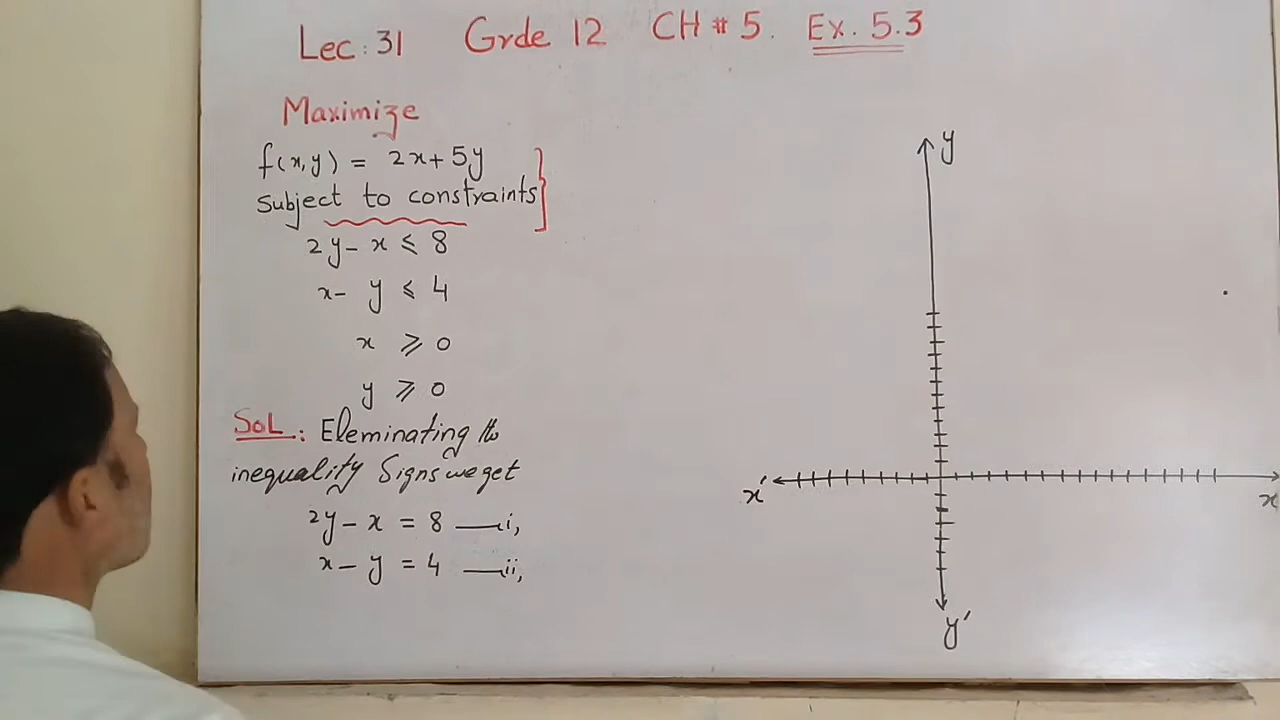 Lec: 31 Grde 12 CH # 5. Ex. 5.3
Maximize
f(x,y) = 2x+5y
Subject to constraints
2y - x ⩽ 8
x - y ⩽ 4
x ⩾ 0
y ⩾ 0
SOL: Eleminating the
inequality Signs we get
2y - x = 8 —i,
x - y = 4 —ii,
y
x' x
y'